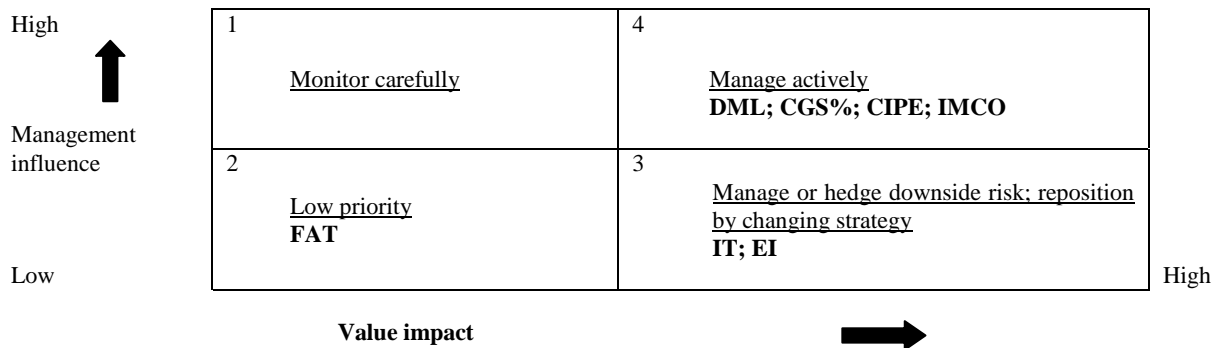 High
1
4
Monitor carefully
Manage actively
DML; CGS%; CIPE; IMCO
Management
influence
2
3
Low priority
FAT
Manage or hedge downside risk; reposition
by changing strategy
IT; EI
Low
High
Value impact